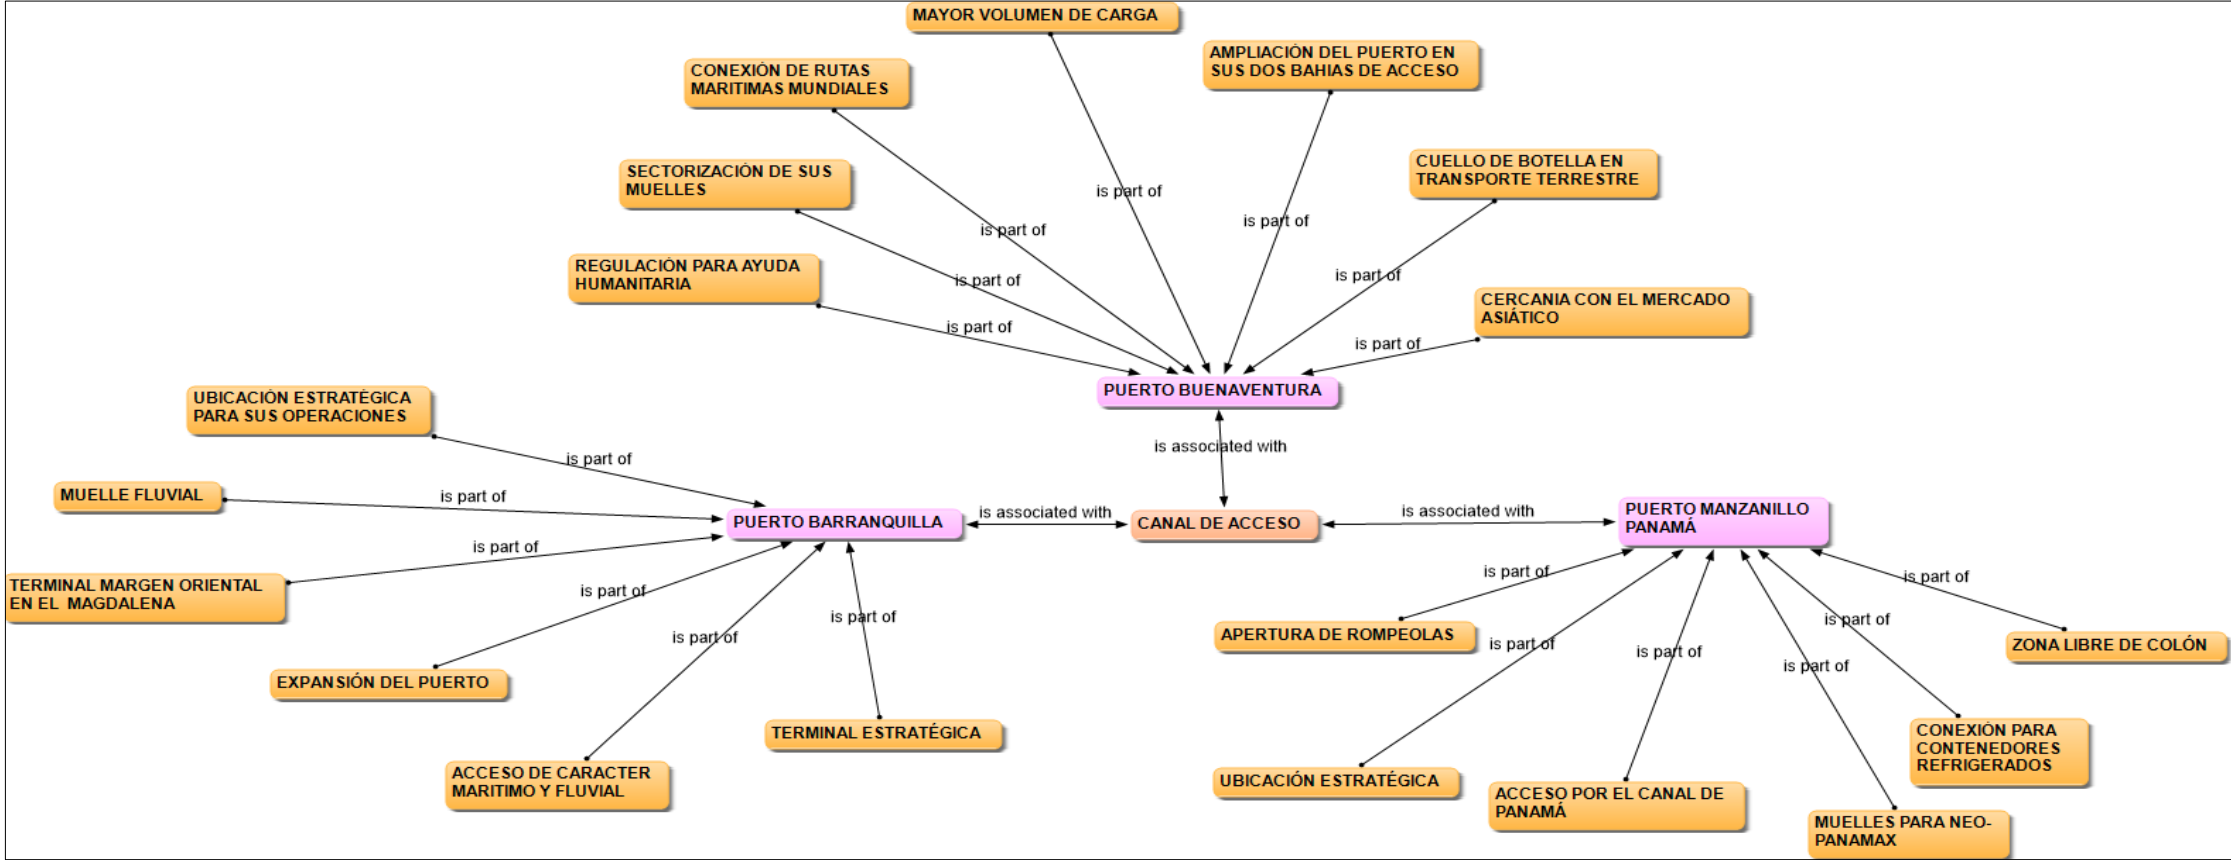 MAYOR VOLUMEN DE CARGA
AMPLIACIÓN DEL PUERTO EN
SUS DOS BAHIAS DE ACCESO
CONEXIÓN DE RUTAS
MARITIMAS MUNDIALES
CUELLO DE BOTELLA EN
TRANSPORTE TERRESTRE
SECTORIZACIÓN DE SUS
MUELLES
is part of
is part of
is part of
REGULACIÓN PARA AYUDA
HUMANITARIA
is part of
is part of
CERCANIA CON EL MERCADO
ASIÁTICO
is part of
is part of
PUERTO BUENAVENTURA
is associated with
UBICACIÓN ESTRATÉGICA
PARA SUS OPERACIONES
is part of
MUELLE FLUVIAL
is part of
PUERTO BARRANQUILLA
is associated with
CANAL DE ACCESO
is associated with
PUERTO MANZANILLO
PANAMÁ
is part of
TERMINAL MARGEN ORIENTAL
EN EL MAGDALENA
is part of
is part of
is part of
EXPANSIÓN DEL PUERTO
ACCESO DE CARACTER
MARITIMO Y FLUVIAL
TERMINAL ESTRATÉGICA
is part of
is part of
is part of
is part of
is part of
is part of
APERTURA DE ROMPEOLAS
ZONA LIBRE DE COLÓN
UBICACIÓN ESTRATÉGICA
ACCESO POR EL CANAL DE
PANAMÁ
CONEXIÓN PARA
CONTENEDORES
REFRIGERADOS
MUELLES PARA NEO-
PANAMAX